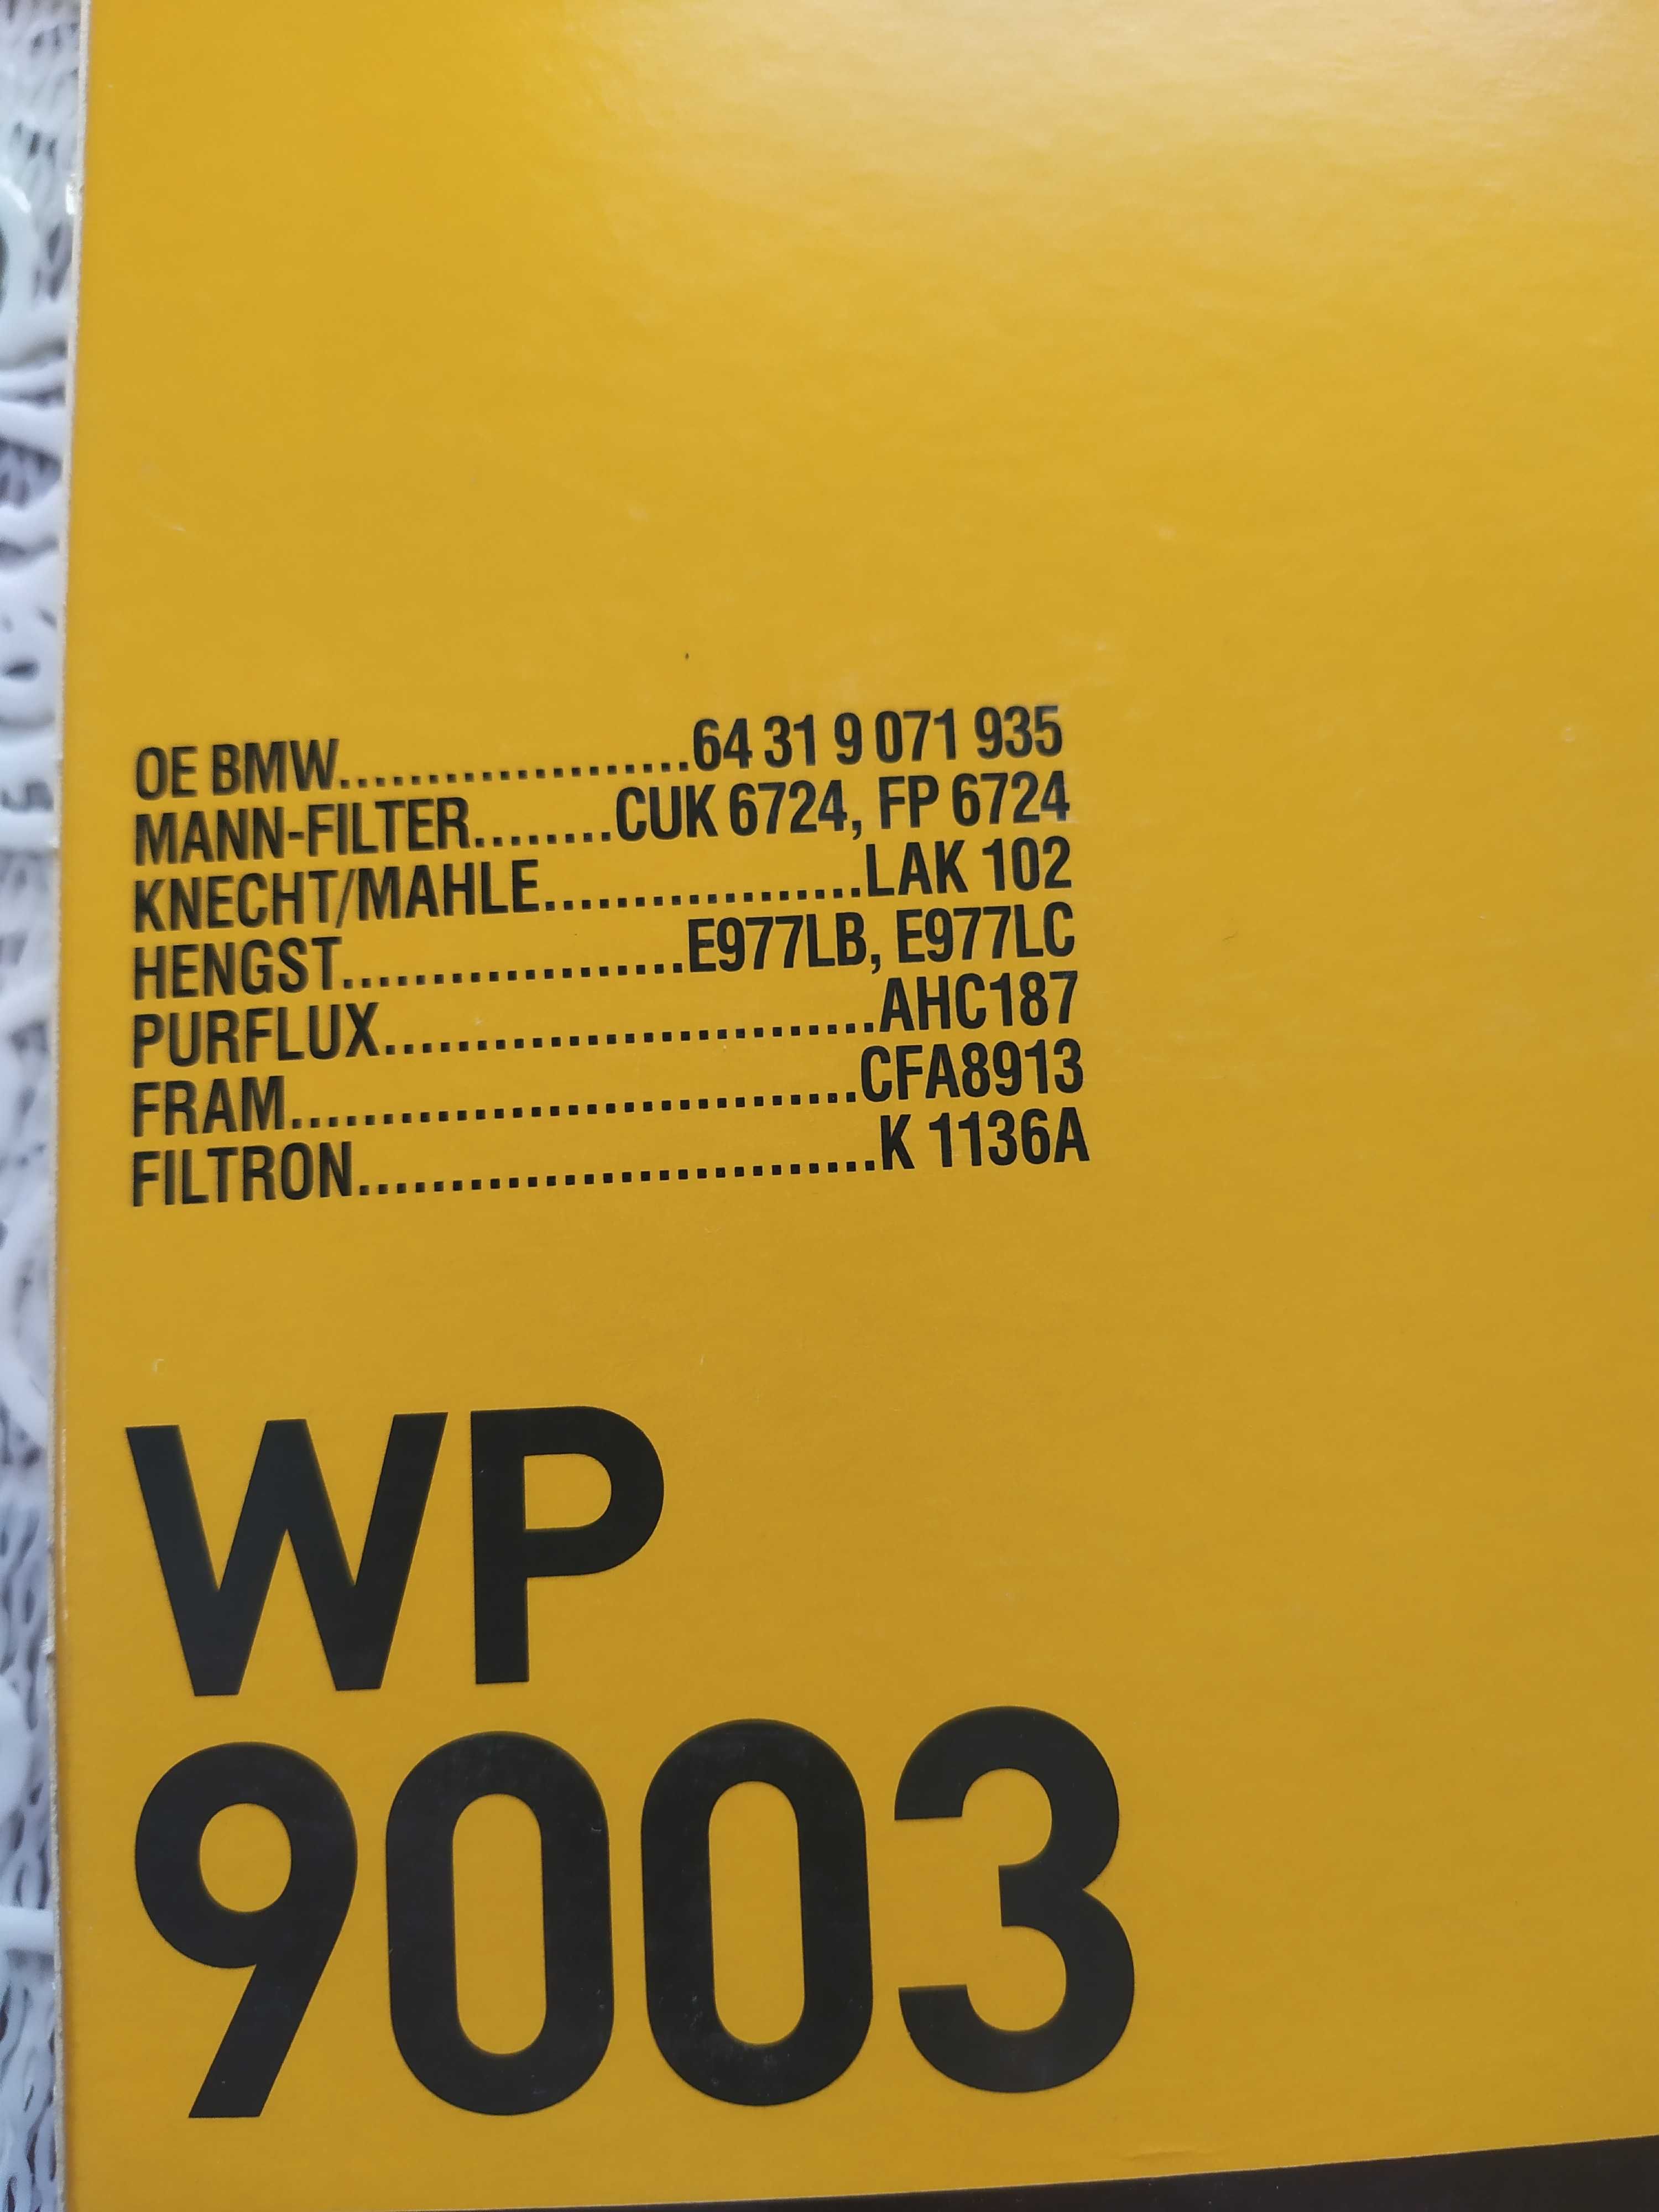 OE BMW...................64 31 9 071 935
MANN-FILTER........CUK 6724, FP 6724
KNECHT/MAHLE.................LAK 102
HENGST...................E977LB, E977LC
PURFLUX...........................AHC187
FRAM...............................CFA8913
FILTRON............................K 1136A
WP
9003